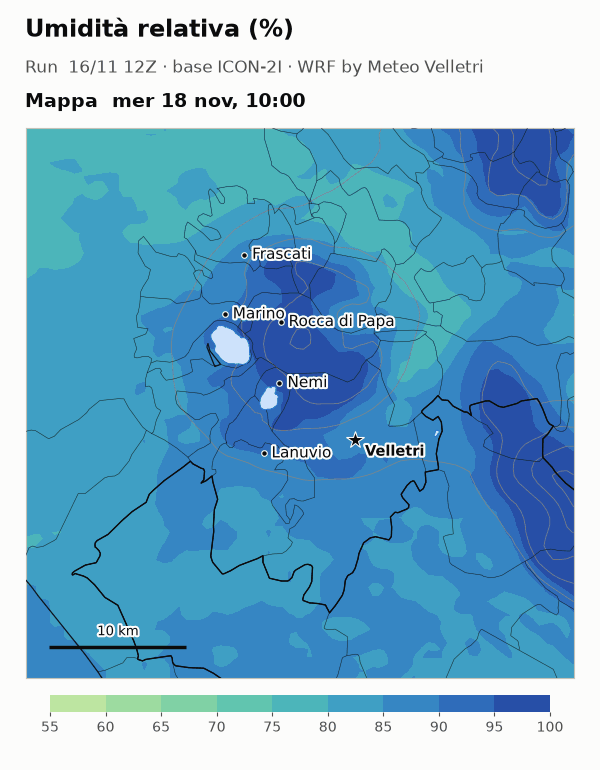 Umidità relativa (%)
Run  16/11 12Z · base ICON-2I · WRF by Meteo Velletri
Mappa  mer 18 nov, 10:00
Frascati
Marino
Rocca di Papa
Nemi
Velletri
Lanuvio
10 km
55 60 65 70 75 80 85 90 95 100